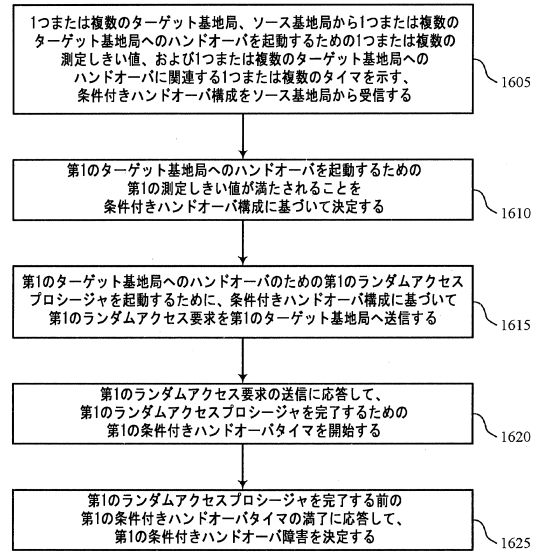 1つまたは複数のターゲット基地局、ソース基地局から1つまたは複数の
ターゲット基地局へのハンドオーバを起動するための1つまたは複数の
測定しきい値、および1つまたは複数のターゲット基地局への
ハンドオーバに関連する1つまたは複数のタイマを示す、
条件付きハンドオーバ構成をソース基地局から受信する
1605
第1のターゲット基地局へのハンドオーバを起動するための
第1の測定しきい値が満たされることを
条件付きハンドオーバ構成に基づいて決定する
1610
第1のターゲット基地局へのハンドオーバのための第1のランダムアクセス
プロシージャを起動するために、条件付きハンドオーバ構成に基づいて
第1のランダムアクセス要求を第1のターゲット基地局へ送信する
1615
第1のランダムアクセス要求の送信に応答して、
第1のランダムアクセスプロシージャを完了するための
第1の条件付きハンドオーバタイマを開始する
1620
第1のランダムアクセスプロシージャを完了する前の
第1の条件付きハンドオーバタイマの満了に応答して、
第1のハンドオーバ障害を決定する
1625